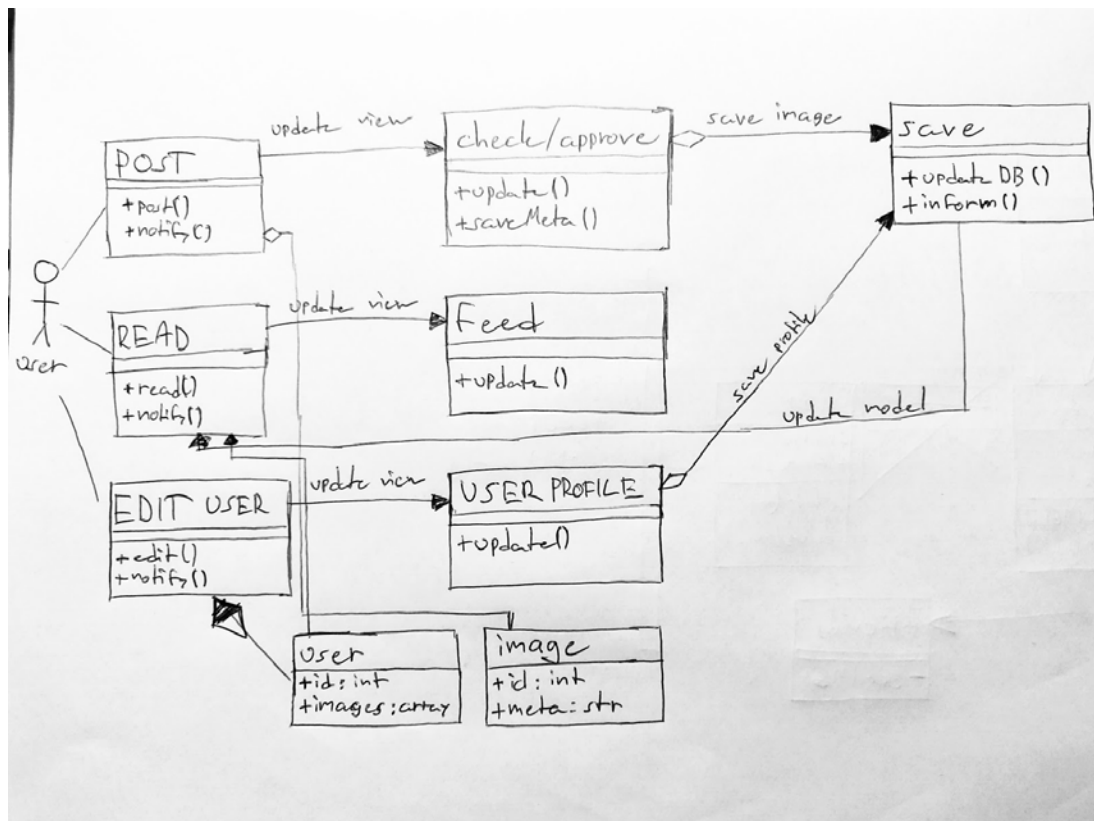 update view
save image
POST
+post()
+notify()
check/approve
+update()
+saveMeta()
save
+update DB()
+inform()
user
update view
READ
+read()
+notify()
Feed
+update()
save profile
update model
update view
EDIT USER
+edit()
+notify()
USER PROFILE
+update()
user
+id: int
+images: array
image
+id: int
+meta: str